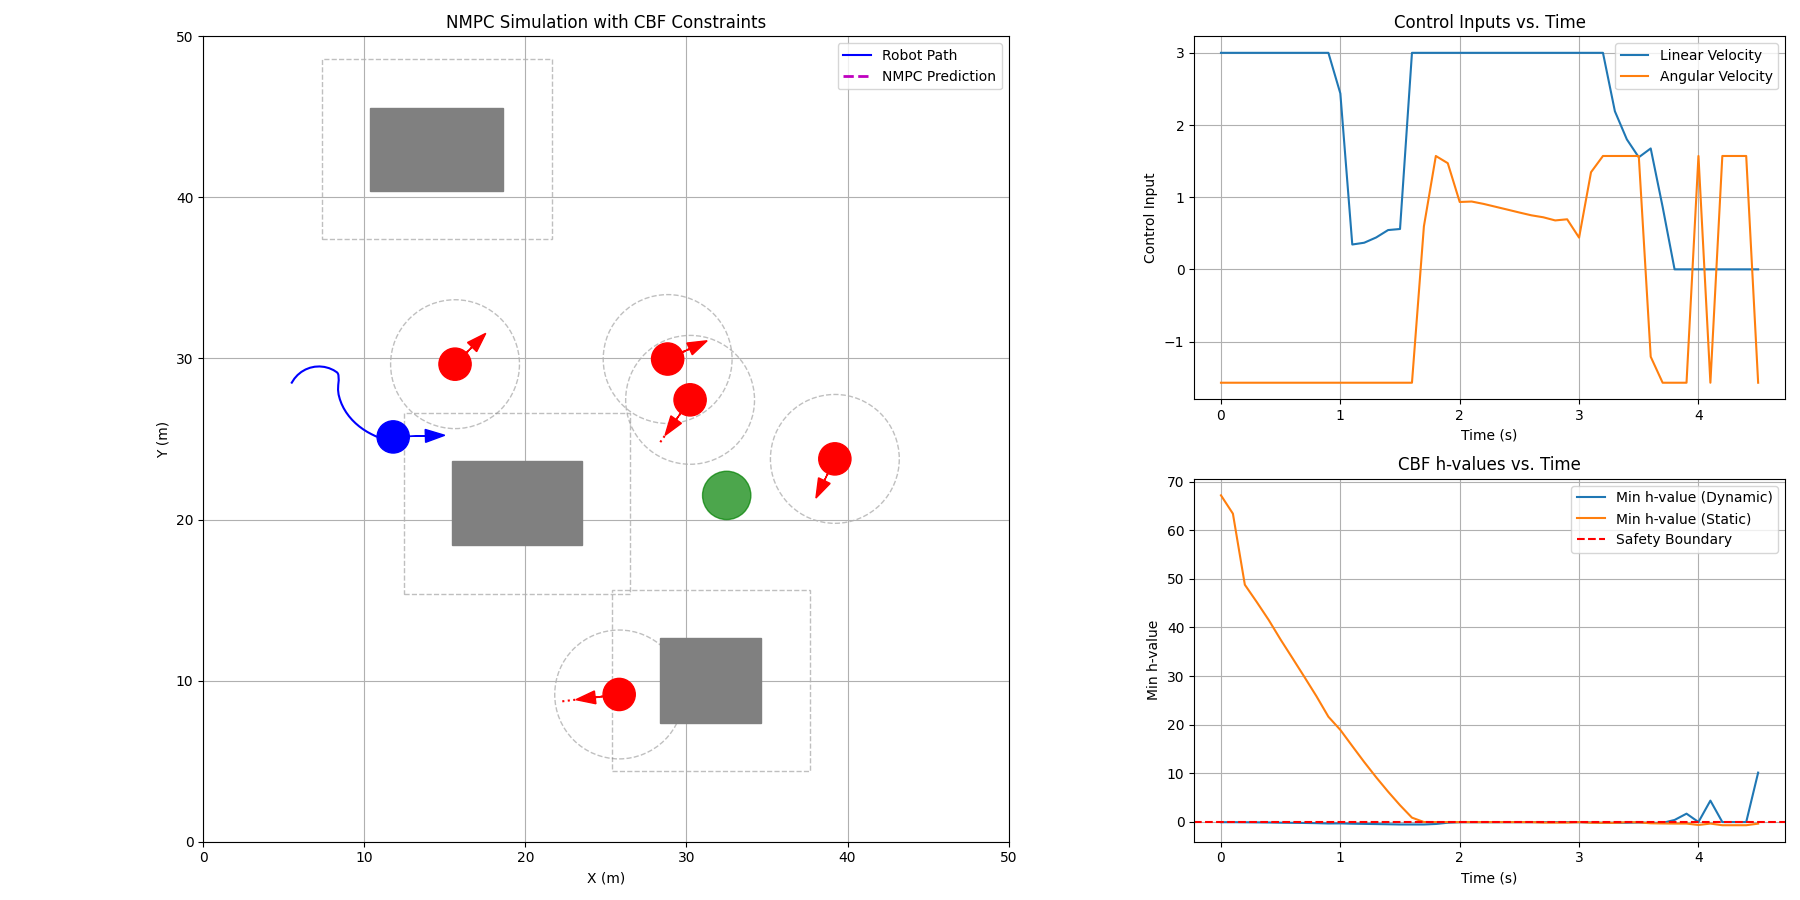 NMPC Simulation with CBF Constraints
50
40
30
20
10
0
Y (m)
0 10 20 30 40 50
X (m)
Robot Path
NMPC Prediction
Control Inputs vs. Time
3
2
1
0
−1
Control Input
0 1 2 3 4
Time (s)
Linear Velocity
Angular Velocity
CBF h-values vs. Time
70
60
50
40
30
20
10
0
Min h-value
0 1 2 3 4
Time (s)
Min h-value (Dynamic)
Min h-value (Static)
Safety Boundary